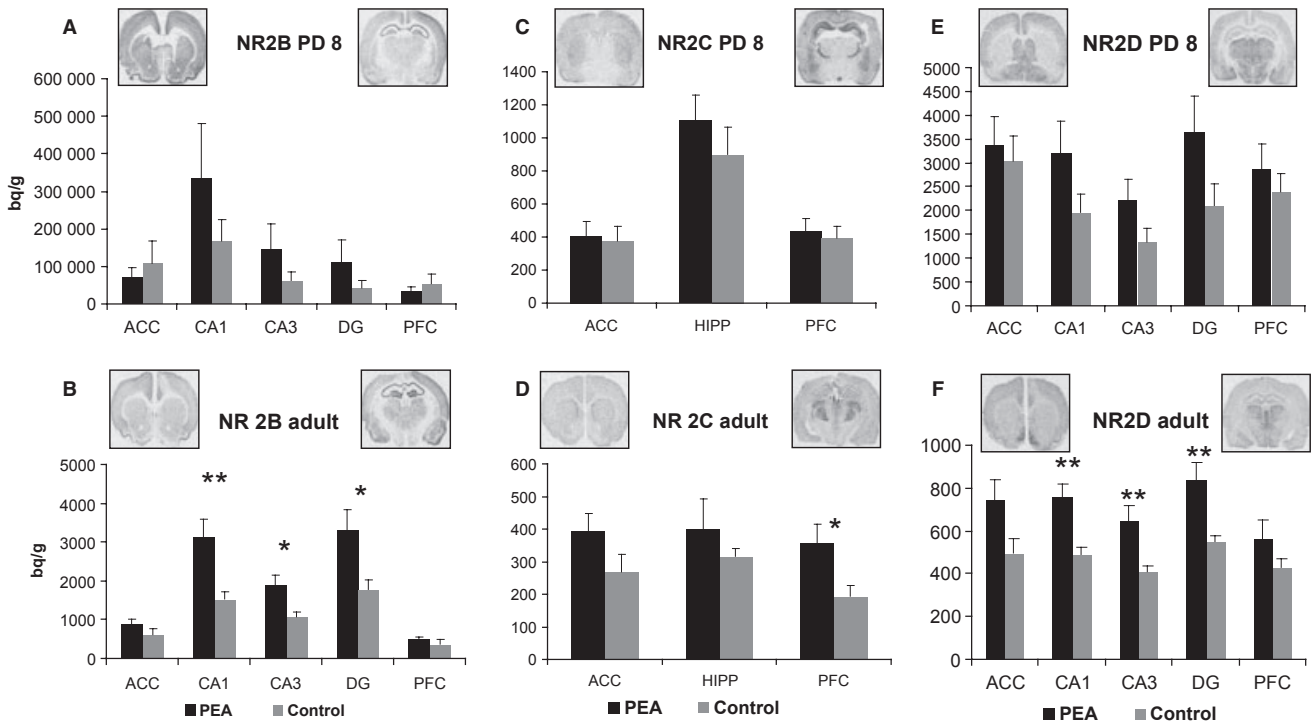 A
NR2B PD 8
600 000
500 000
400 000
300 000
200 000
100 000
0
bq/g
ACC CA1 CA3 DG PFC
C
NR2C PD 8
1400
1200
1000
800
600
400
200
0
ACC HIPP PFC
E
NR2D PD 8
5000
4500
4000
3500
3000
2500
2000
1500
1000
500
0
ACC CA1 CA3 DG PFC
B
NR 2B adult
5000
4000
3000
2000
1000
0
bq/g
**
*
*
ACC CA1 CA3 DG PFC
PEA Control
D
NR 2C adult
600
500
400
300
200
100
0
*
ACC HIPP PFC
PEA Control
F
NR2D adult
1000
800
600
400
200
0
**
**
**
ACC CA1 CA3 DG PFC
PEA Control